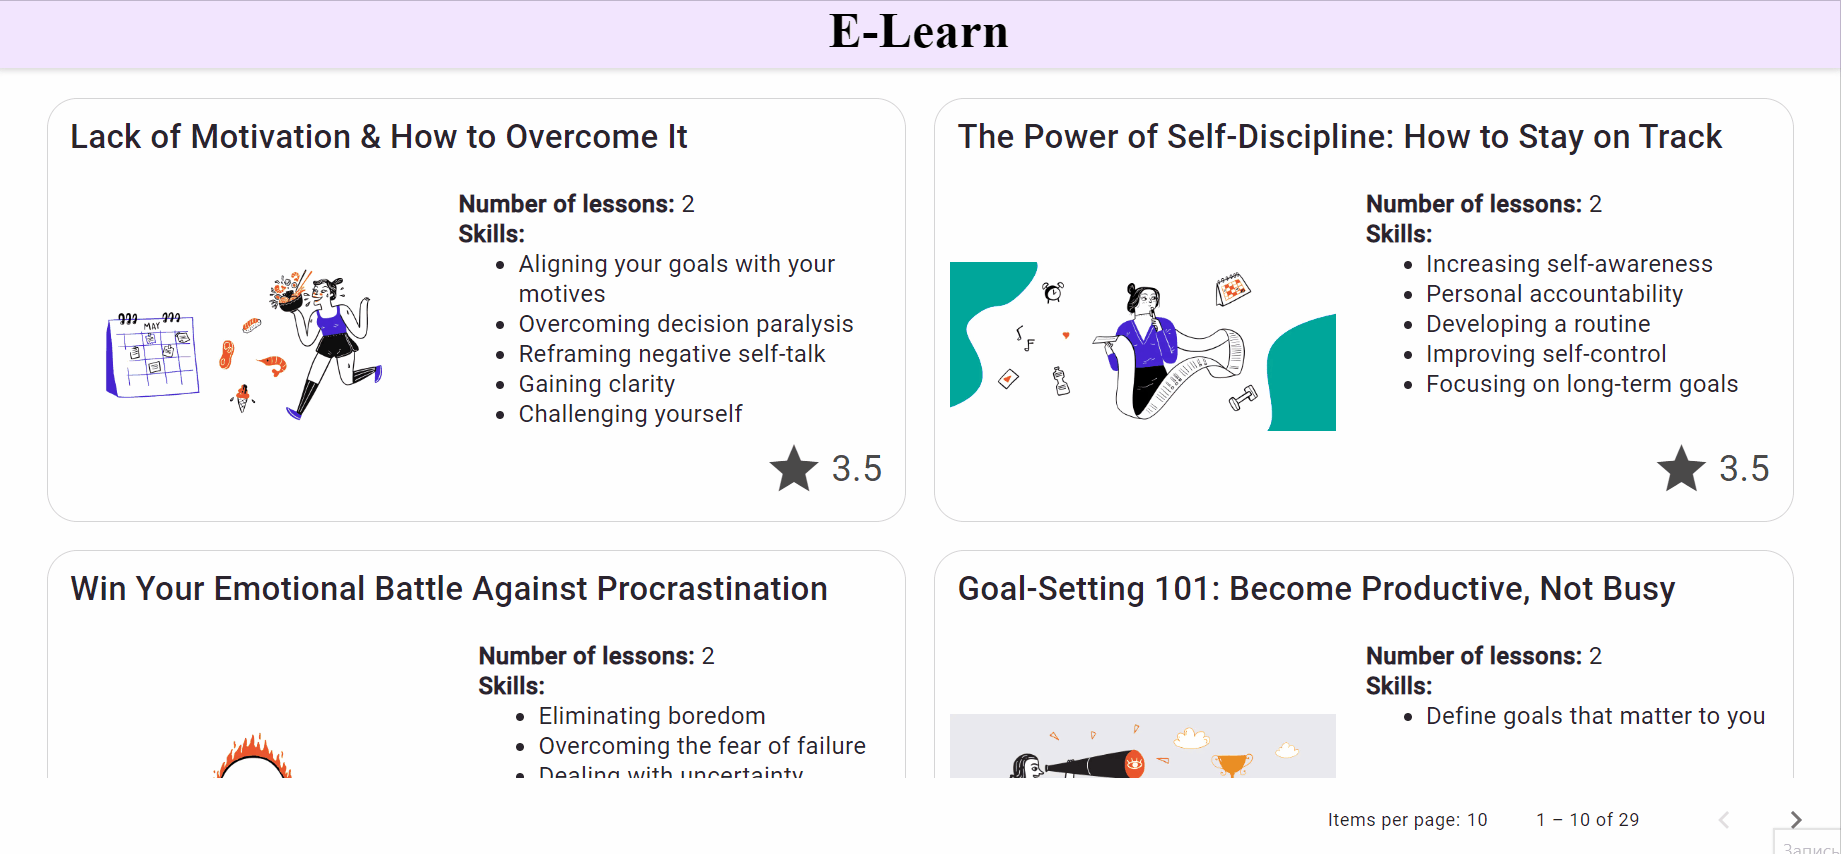 E-Learn
Lack of Motivation & How to Overcome It
Number of lessons: 2
Skills:
Aligning your goals with your
motives
Overcoming decision paralysis
Reframing negative self-talk
Gaining clarity
Challenging yourself
MAY
3.5
The Power of Self-Discipline: How to Stay on Track
Number of lessons: 2
Skills:
Increasing self-awareness
Personal accountability
Developing a routine
Improving self-control
Focusing on long-term goals
3.5
Win Your Emotional Battle Against Procrastination
Number of lessons: 2
Skills:
Eliminating boredom
Overcoming the fear of failure
Dealing with uncertainty
Goal-Setting 101: Become Productive, Not Busy
Number of lessons: 2
Skills:
Define goals that matter to you
Items per page: 10
1 – 10 of 29
Запись